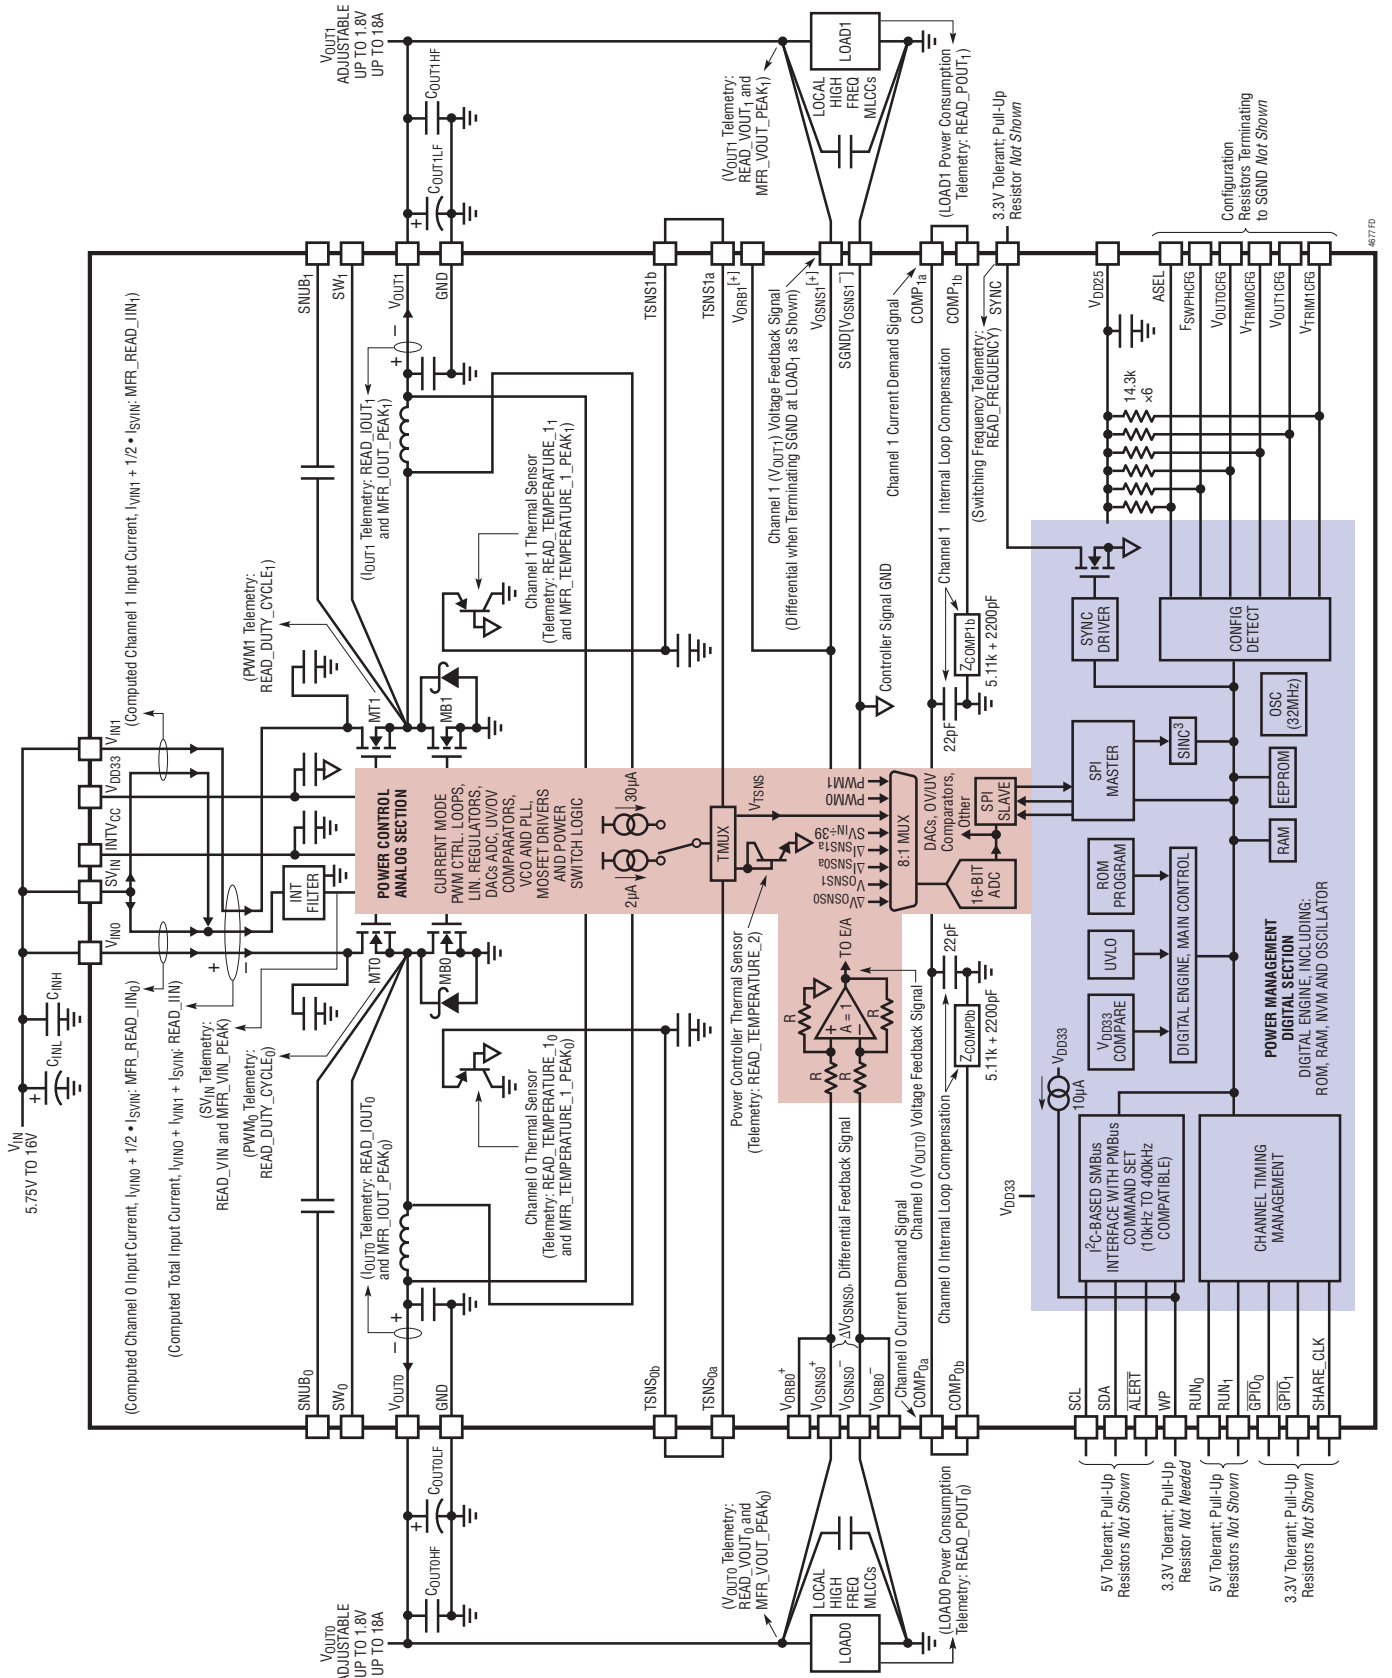 VIN
5.75V TO 16V
CINL
CINH
VIN0
SVIN
INTVCC
VDD33
VIN1
(Computed Channel 0 Input Current, IVIN0 + 1/2 • ISVIN: MFR_READ_IIN0)
(Computed Total Input Current, IVIN0 + IVIN1 + ISVIN: READ_IIN)
(SVIN Telemetry:
READ_VIN and MFR_VIN_PEAK)
(PWM0 Telemetry:
READ_DUTY_CYCLE0)
(Computed Channel 1 Input Current, IVIN1 + 1/2 • ISVIN: MFR_READ_IIN1)
(PWM1 Telemetry:
READ_DUTY_CYCLE1)
INT
FILTER
SNUB0
SW0
VOUT0
GND
SNUB1
SW1
VOUT1
GND
VOUT0
ADJUSTABLE
UP TO 1.8V
UP TO 18A
COUT0HF
COUT0LF
VOUT1
ADJUSTABLE
UP TO 1.8V
UP TO 18A
COUT1LF
COUT1HF
MT0
MB0
MT1
MB1
(IOUT0 Telemetry: READ_IOUT0
and MFR_IOUT_PEAK0)
(IOUT1 Telemetry: READ_IOUT1
and MFR_IOUT_PEAK1)
POWER CONTROL
ANALOG SECTION
CURRENT MODE
PWM CTRL. LOOPS,
LIN. REGULATORS,
DACs ADC, UV/OV
COMPARATORS,
VCO AND PLL,
MOSFET DRIVERS
AND POWER
SWITCH LOGIC
2µA
30µA
Channel 0 Thermal Sensor
(Telemetry: READ_TEMPERATURE_10
and MFR_TEMPERATURE_1_PEAK0)
Channel 1 Thermal Sensor
(Telemetry: READ_TEMPERATURE_11
and MFR_TEMPERATURE_1_PEAK1)
TSNS0b
TSNS0a
TSNS1b
TSNS1a
TMUX
VTSNS
Power Controller Thermal Sensor
(Telemetry: READ_TEMPERATURE_2)
(VOUT0 Telemetry:
READ_VOUT0 and
MFR_VOUT_PEAK0)
(VOUT1 Telemetry:
READ_VOUT1 and
MFR_VOUT_PEAK1)
LOAD0
LOCAL
HIGH
FREQ
MLCCs
LOAD1
LOCAL
HIGH
FREQ
MLCCs
VORB0+
VOSNS0+
VOSNS0–
VORB0–
∆VOSNS0, Differential Feedback Signal
R
R
R
R
A = 1
TO E/A
Channel 0 (VOUT0) Voltage Feedback Signal
VORB1[+]
VOSNS1[+]
SGND[VOSNS1–]
Channel 1 (VOUT1) Voltage Feedback Signal
(Differential when Terminating SGND at LOAD1 as Shown)
∆VOSNS0
VOSNS1
∆ISNS0a
∆ISNS1a
SVIN÷39
PWM0
PWM1
8:1 MUX
16-BIT
ADC
DACs, OV/UV
Comparators,
Other
SPI
SLAVE
Controller Signal GND
(LOAD0 Power Consumption
Telemetry: READ_POUT0)
(LOAD1 Power Consumption
Telemetry: READ_POUT1)
Channel 0 Current Demand Signal
COMP0a
COMP0b
Channel 0 Internal Loop Compensation
22pF
ZCOMP0b
5.11k + 2200pF
Channel 1 Current Demand Signal
COMP1a
COMP1b
Channel 1 Internal Loop Compensation
22pF
ZCOMP1b
5.11k + 2200pF
SYNC
(Switching Frequency Telemetry:
READ_FREQUENCY)
3.3V Tolerant; Pull-Up
Resistor Not Shown
VDD33
VDD33
10µA
VDD25
14.3k
×6
ASEL
FSWPHCFG
VOUT0CFG
VTRIM0CFG
VOUT1CFG
VTRIM1CFG
Configuration
Resistors Terminating
to SGND Not Shown
SYNC
DRIVER
CONFIG
DETECT
SPI
MASTER
SINC3
OSC
(32MHz)
EEPROM
RAM
ROM
PROGRAM
UVLO
VDD33
COMPARE
DIGITAL ENGINE, MAIN CONTROL
POWER MANAGEMENT
DIGITAL SECTION
DIGITAL ENGINE, INCLUDING:
ROM, RAM, NVM AND OSCILLATOR
I2C-BASED SMBus
INTERFACE WITH PMBus
COMMAND SET
(10kHz TO 400kHz
COMPATIBLE)
CHANNEL TIMING
MANAGEMENT
SCL
SDA
ALERT
WP
RUN0
RUN1
GPIO0
GPIO1
SHARE_CLK
5V Tolerant; Pull-Up
Resistors Not Shown
3.3V Tolerant; Pull-Up
Resistor Not Needed
5V Tolerant; Pull-Up
Resistors Not Shown
3.3V Tolerant; Pull-Up
Resistors Not Shown
4677 FD